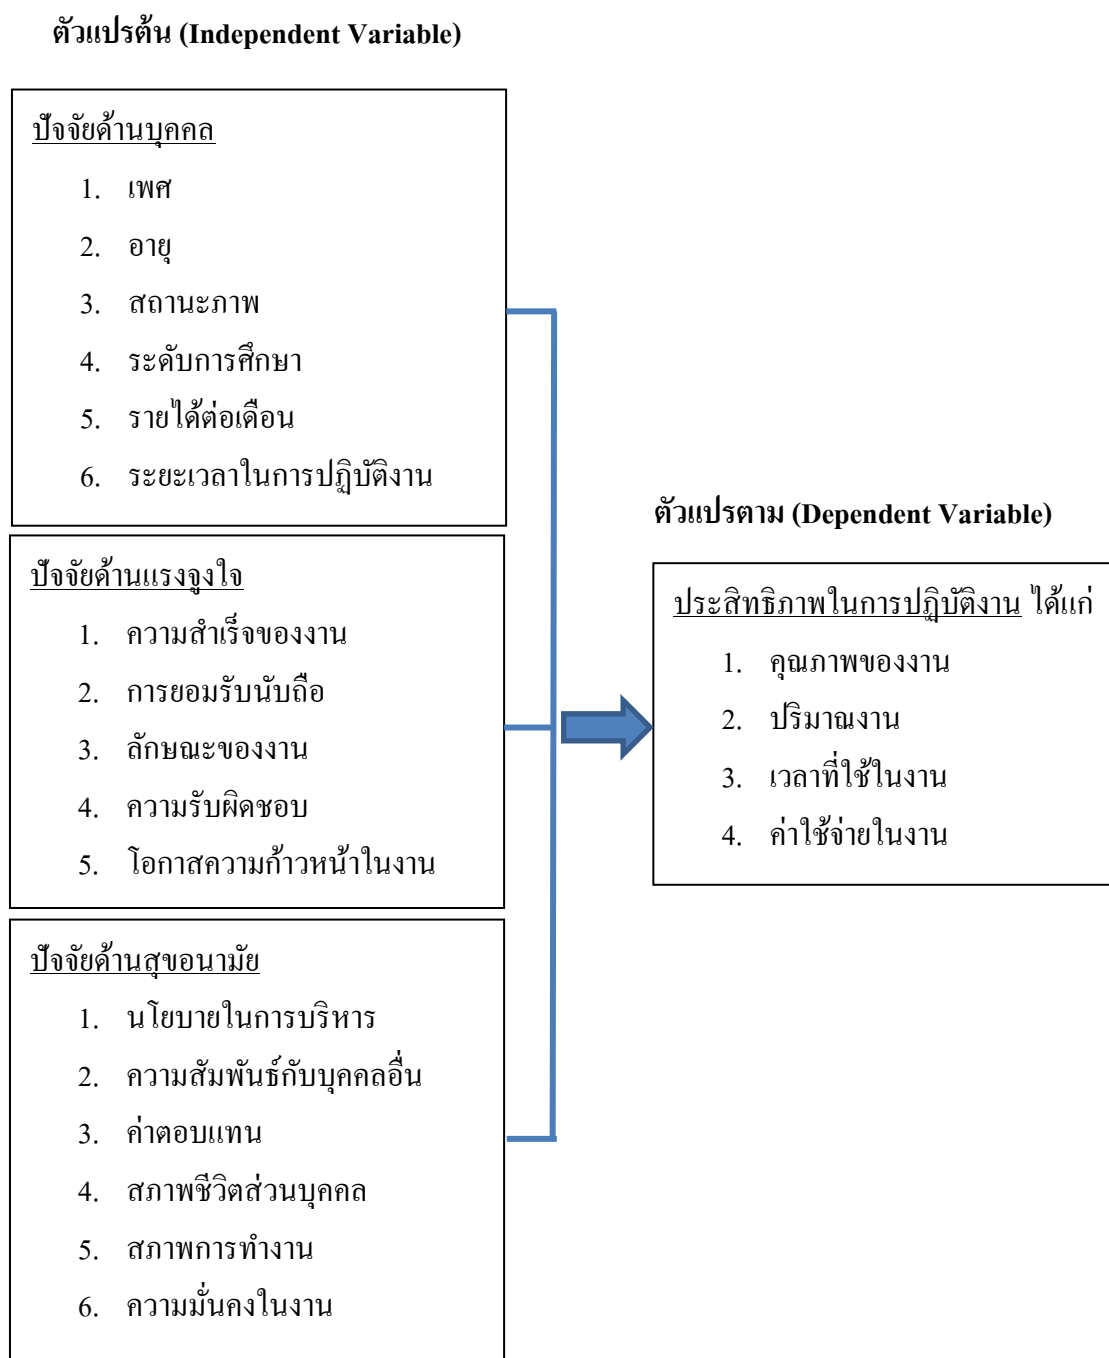 ตัวแปรต้น (Independent Variable)
ปัจจัยด้านบุคคล
1. เพศ
2. อายุ
3. สถานะภาพ
4. ระดับการศึกษา
5. รายได้ต่อเดือน
6. ระยะเวลาในการปฏิบัติงาน
ปัจจัยด้านแรงจูงใจ
1. ความสำเร็จของงาน
2. การยอมรับนับถือ
3. ลักษณะของงาน
4. ความรับผิดชอบ
5. โอกาสความก้าวหน้าในงาน
ปัจจัยด้านสุขอนามัย
1. นโยบายในการบริหาร
2. ความสัมพันธ์กับบุคคลอื่น
3. ค่าตอบแทน
4. สภาพชีวิตส่วนบุคคล
5. สภาพการทำงาน
6. ความมั่นคงในงาน
ตัวแปรตาม (Dependent Variable)
ประสิทธิภาพในการปฏิบัติงาน ได้แก่
1. คุณภาพของงาน
2. ปริมาณงาน
3. เวลาที่ใช้ในงาน
4. ค่าใช้จ่ายในงาน